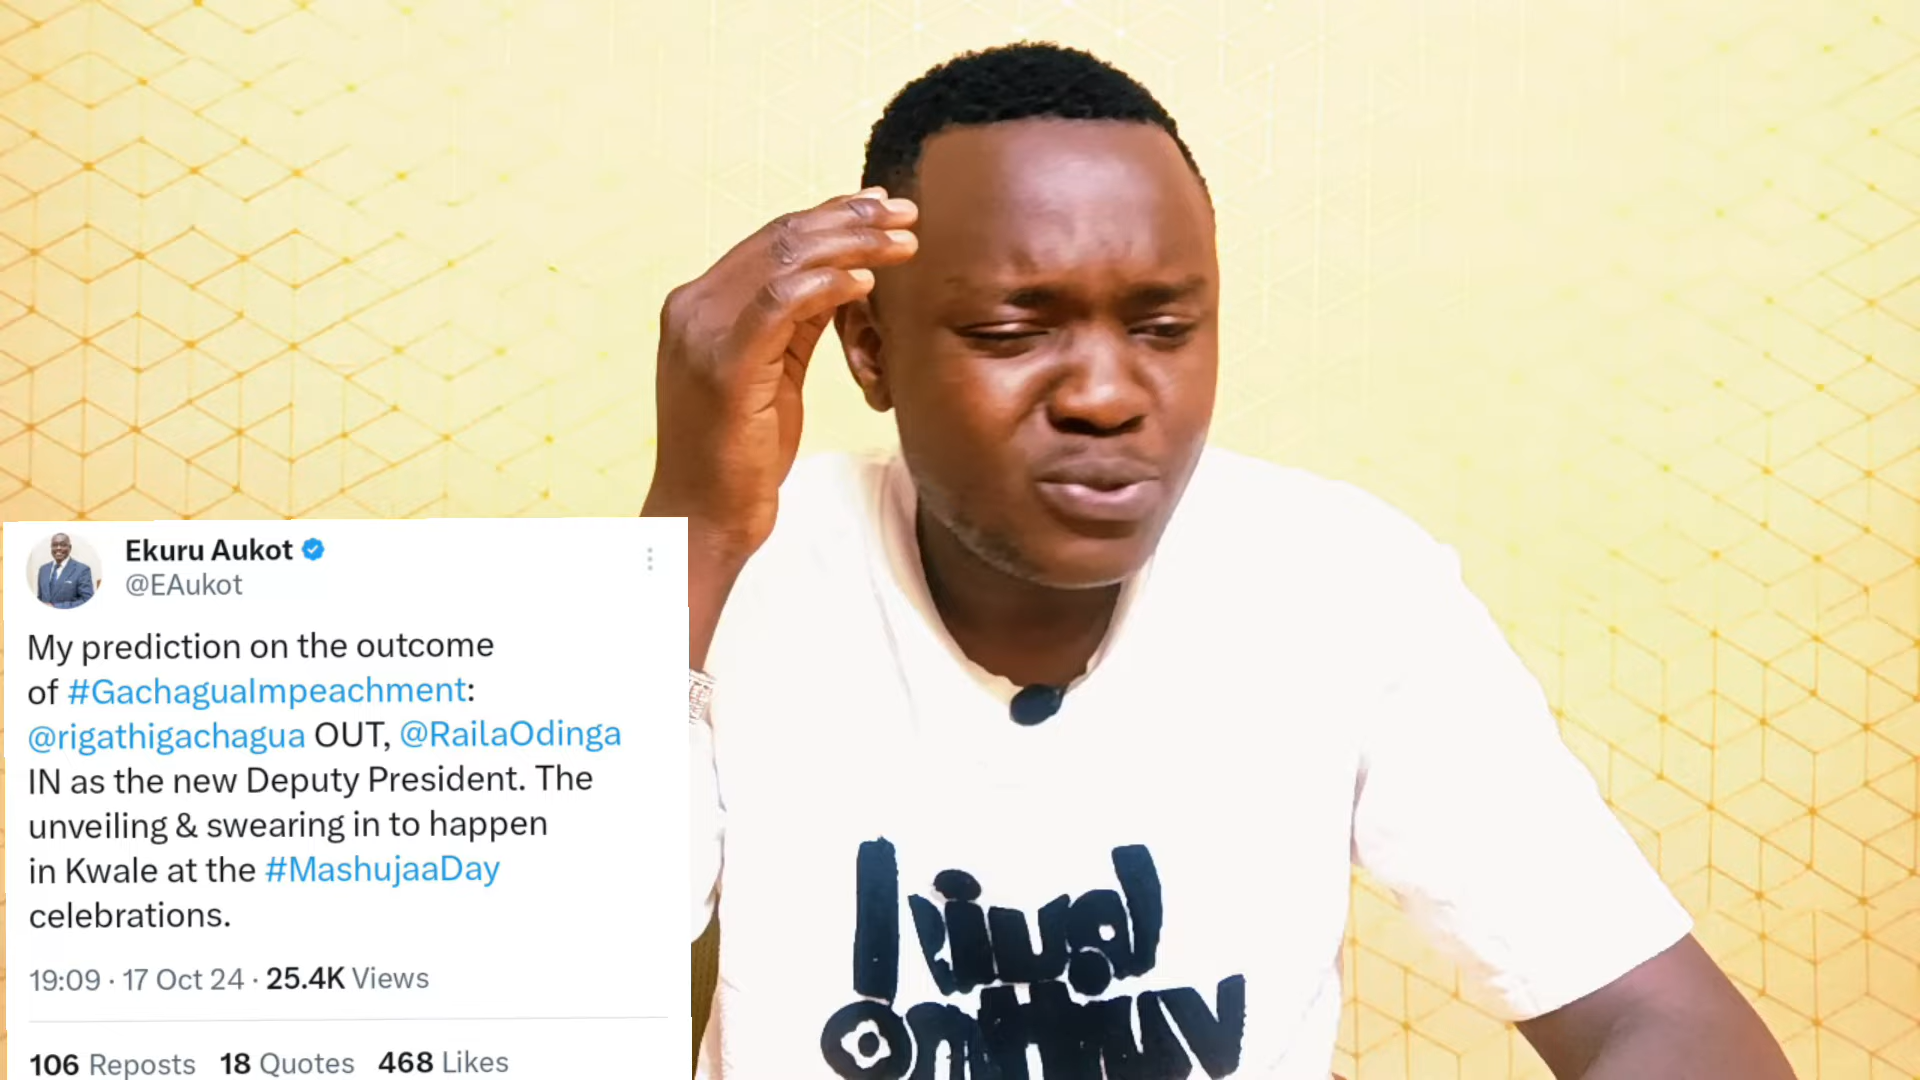 Ekuru Aukot
@EAukot
My prediction on the outcome
of #GachaguaImpeachment:
@rigathigachagua OUT, @RailaOdinga
IN as the new Deputy President. The
unveiling & swearing in to happen
in Kwale at the #MashujaaDay
celebrations.
19:09 · 17 Oct 24 · 25.4K Views
106 Reposts 18 Quotes 468 Likes
I